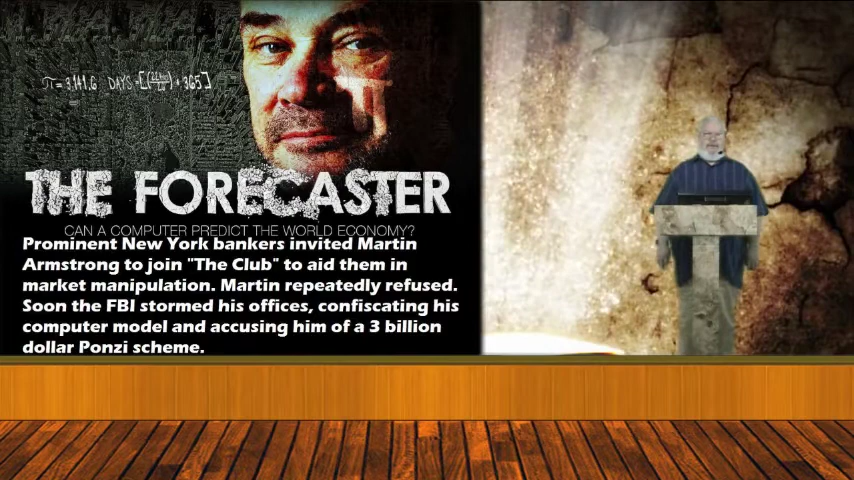 π = 3,141.6 DAYS =
THE FORECASTER
CAN A COMPUTER PREDICT THE WORLD ECONOMY?
Prominent New York bankers invited Martin
Armstrong to join "The Club" to aid them in
market manipulation. Martin repeatedly refused.
Soon the FBI stormed his offices, confiscating his
computer model and accusing him of a 3 billion
dollar Ponzi scheme.